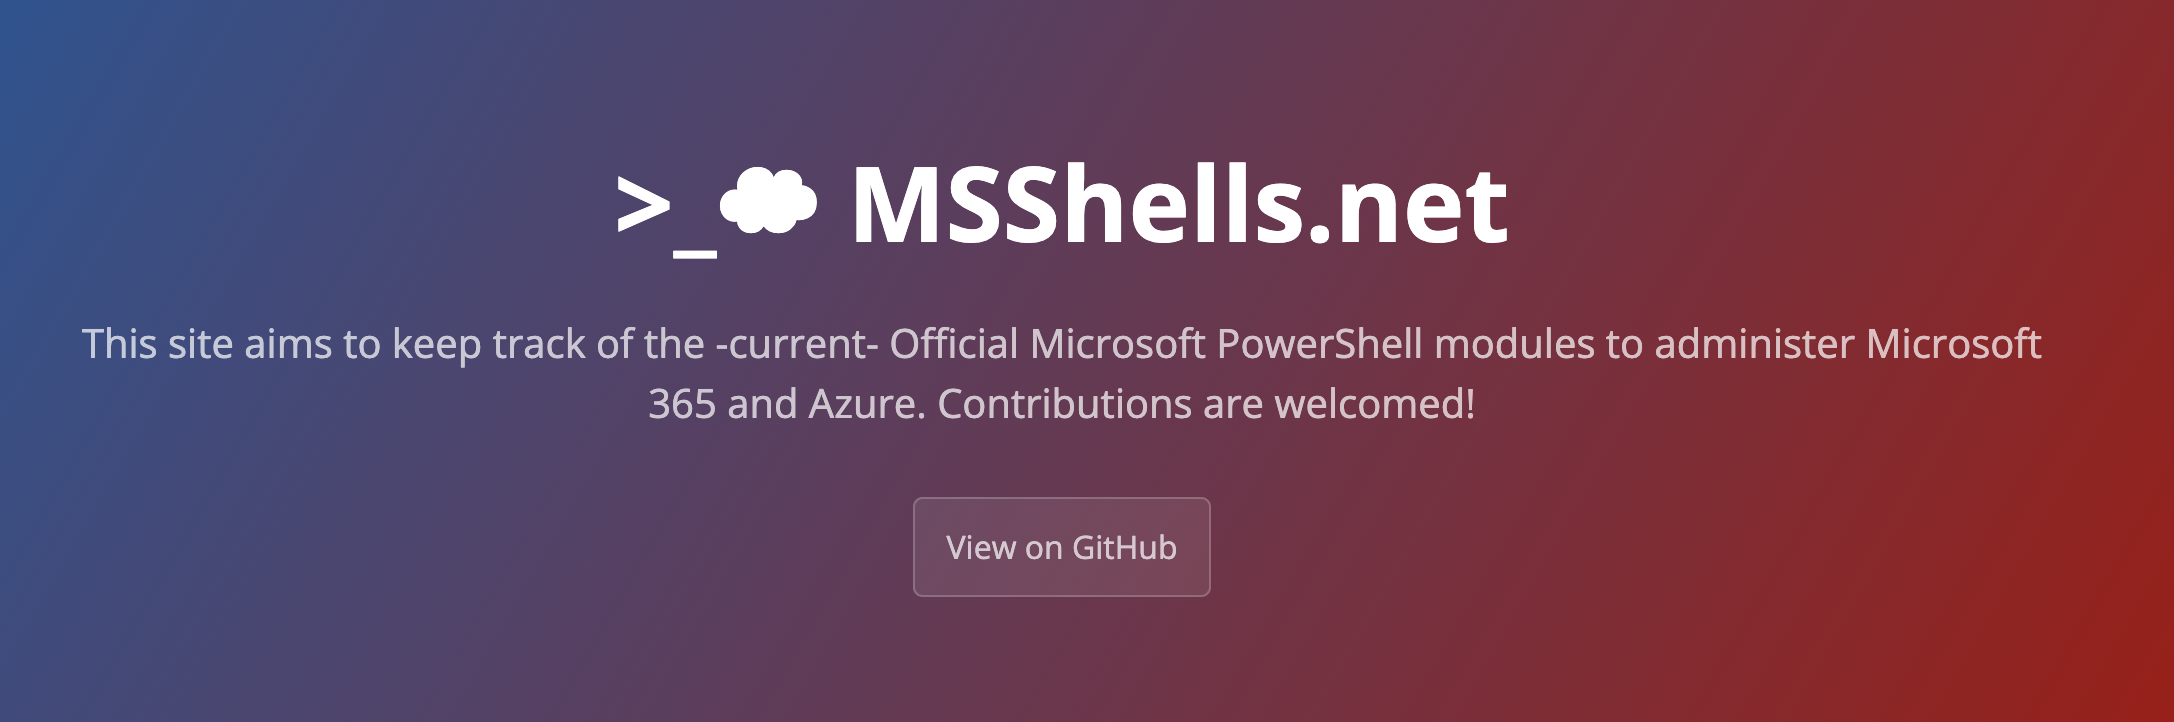 >_ MSShells.net
This site aims to keep track of the -current- Official Microsoft PowerShell modules to administer Microsoft
365 and Azure. Contributions are welcomed!
View on GitHub